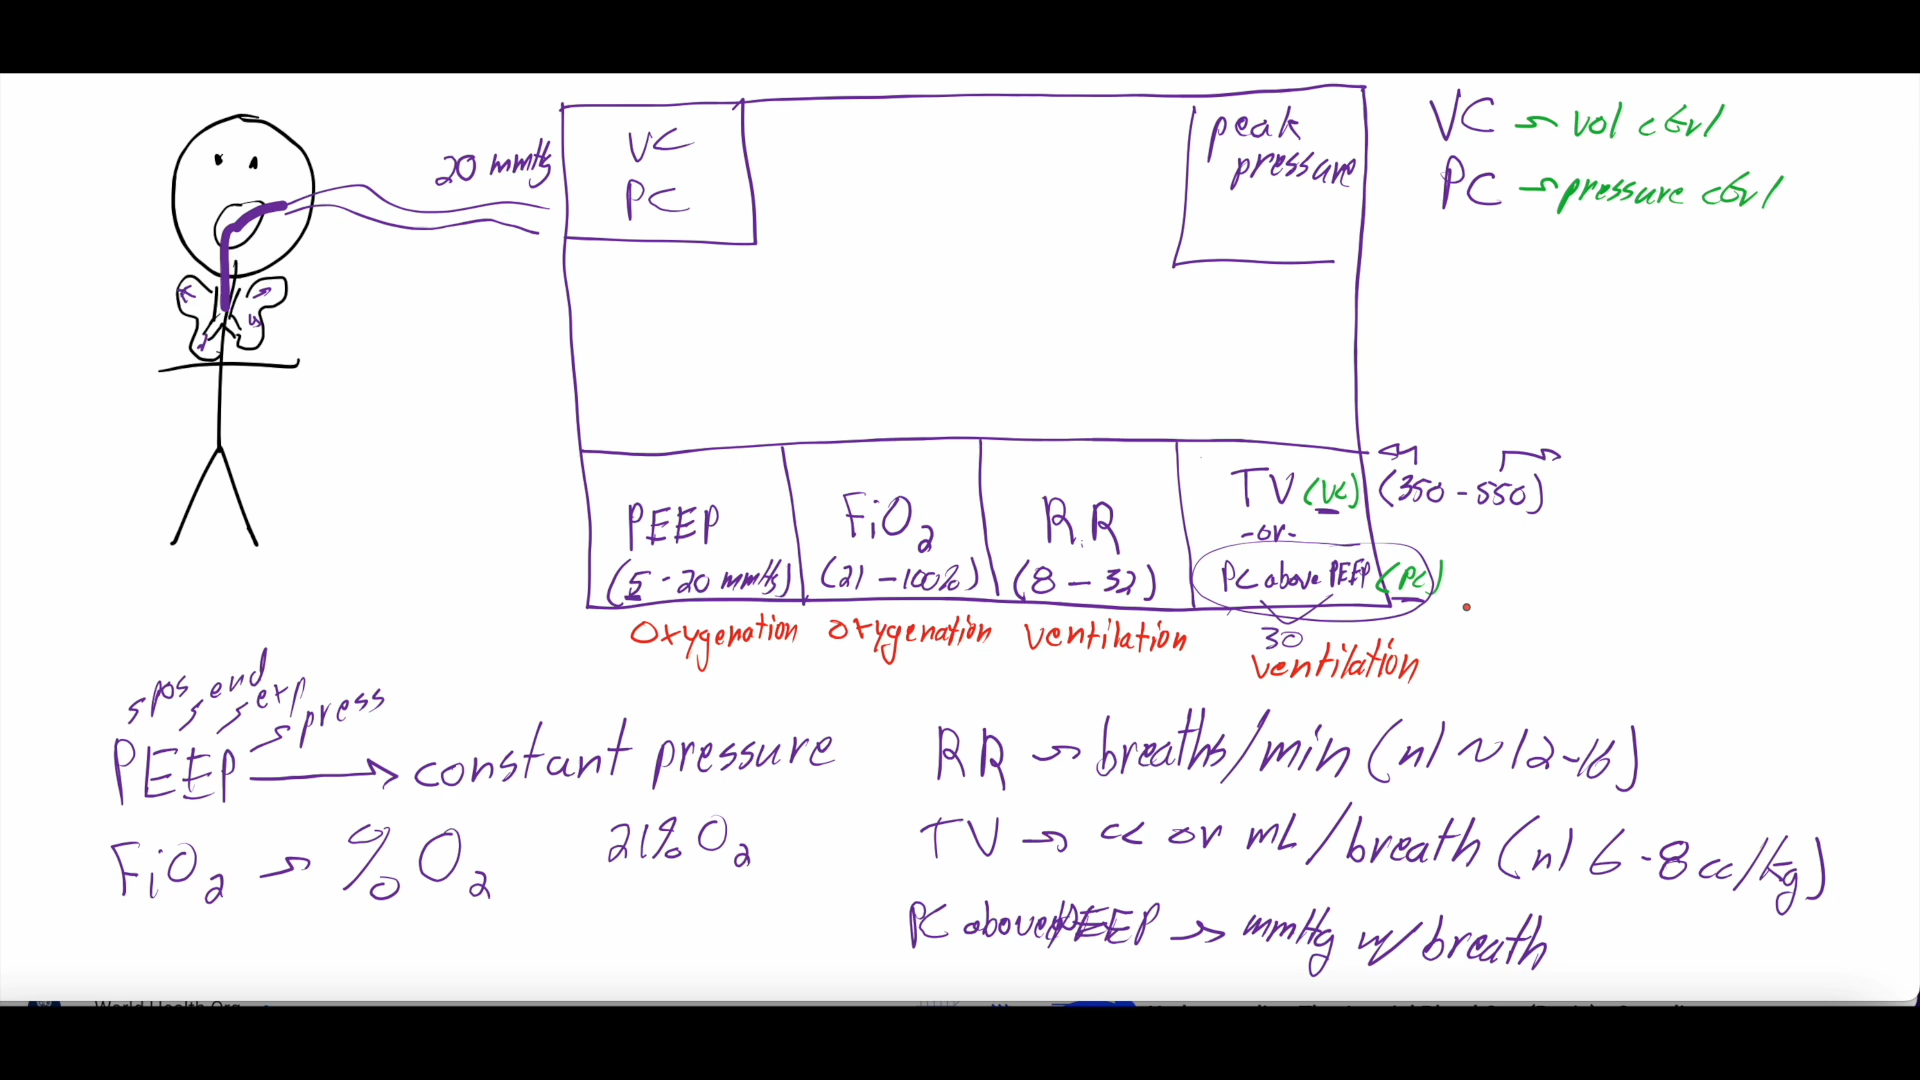 20 mmHg
VC
PC
peak
pressure
VC → vol ctrl
PC → pressure ctrl
PEEP
(5 - 20 mmHg)
FiO2
(21 - 100%)
RR
(8 - 32)
TV (VC) (350 - 550)
-or-
PC above PEEP (PC)
30
oxygenation
oxygenation
ventilation
ventilation
pos
end
exp
press
PEEP → constant pressure
FiO2 → % O2
21% O2
RR → breaths/min (nl ~ 12-16)
TV → cc or mL/breath (nl 6-8 cc/kg)
PC above PEEP → mmHg w/ breath